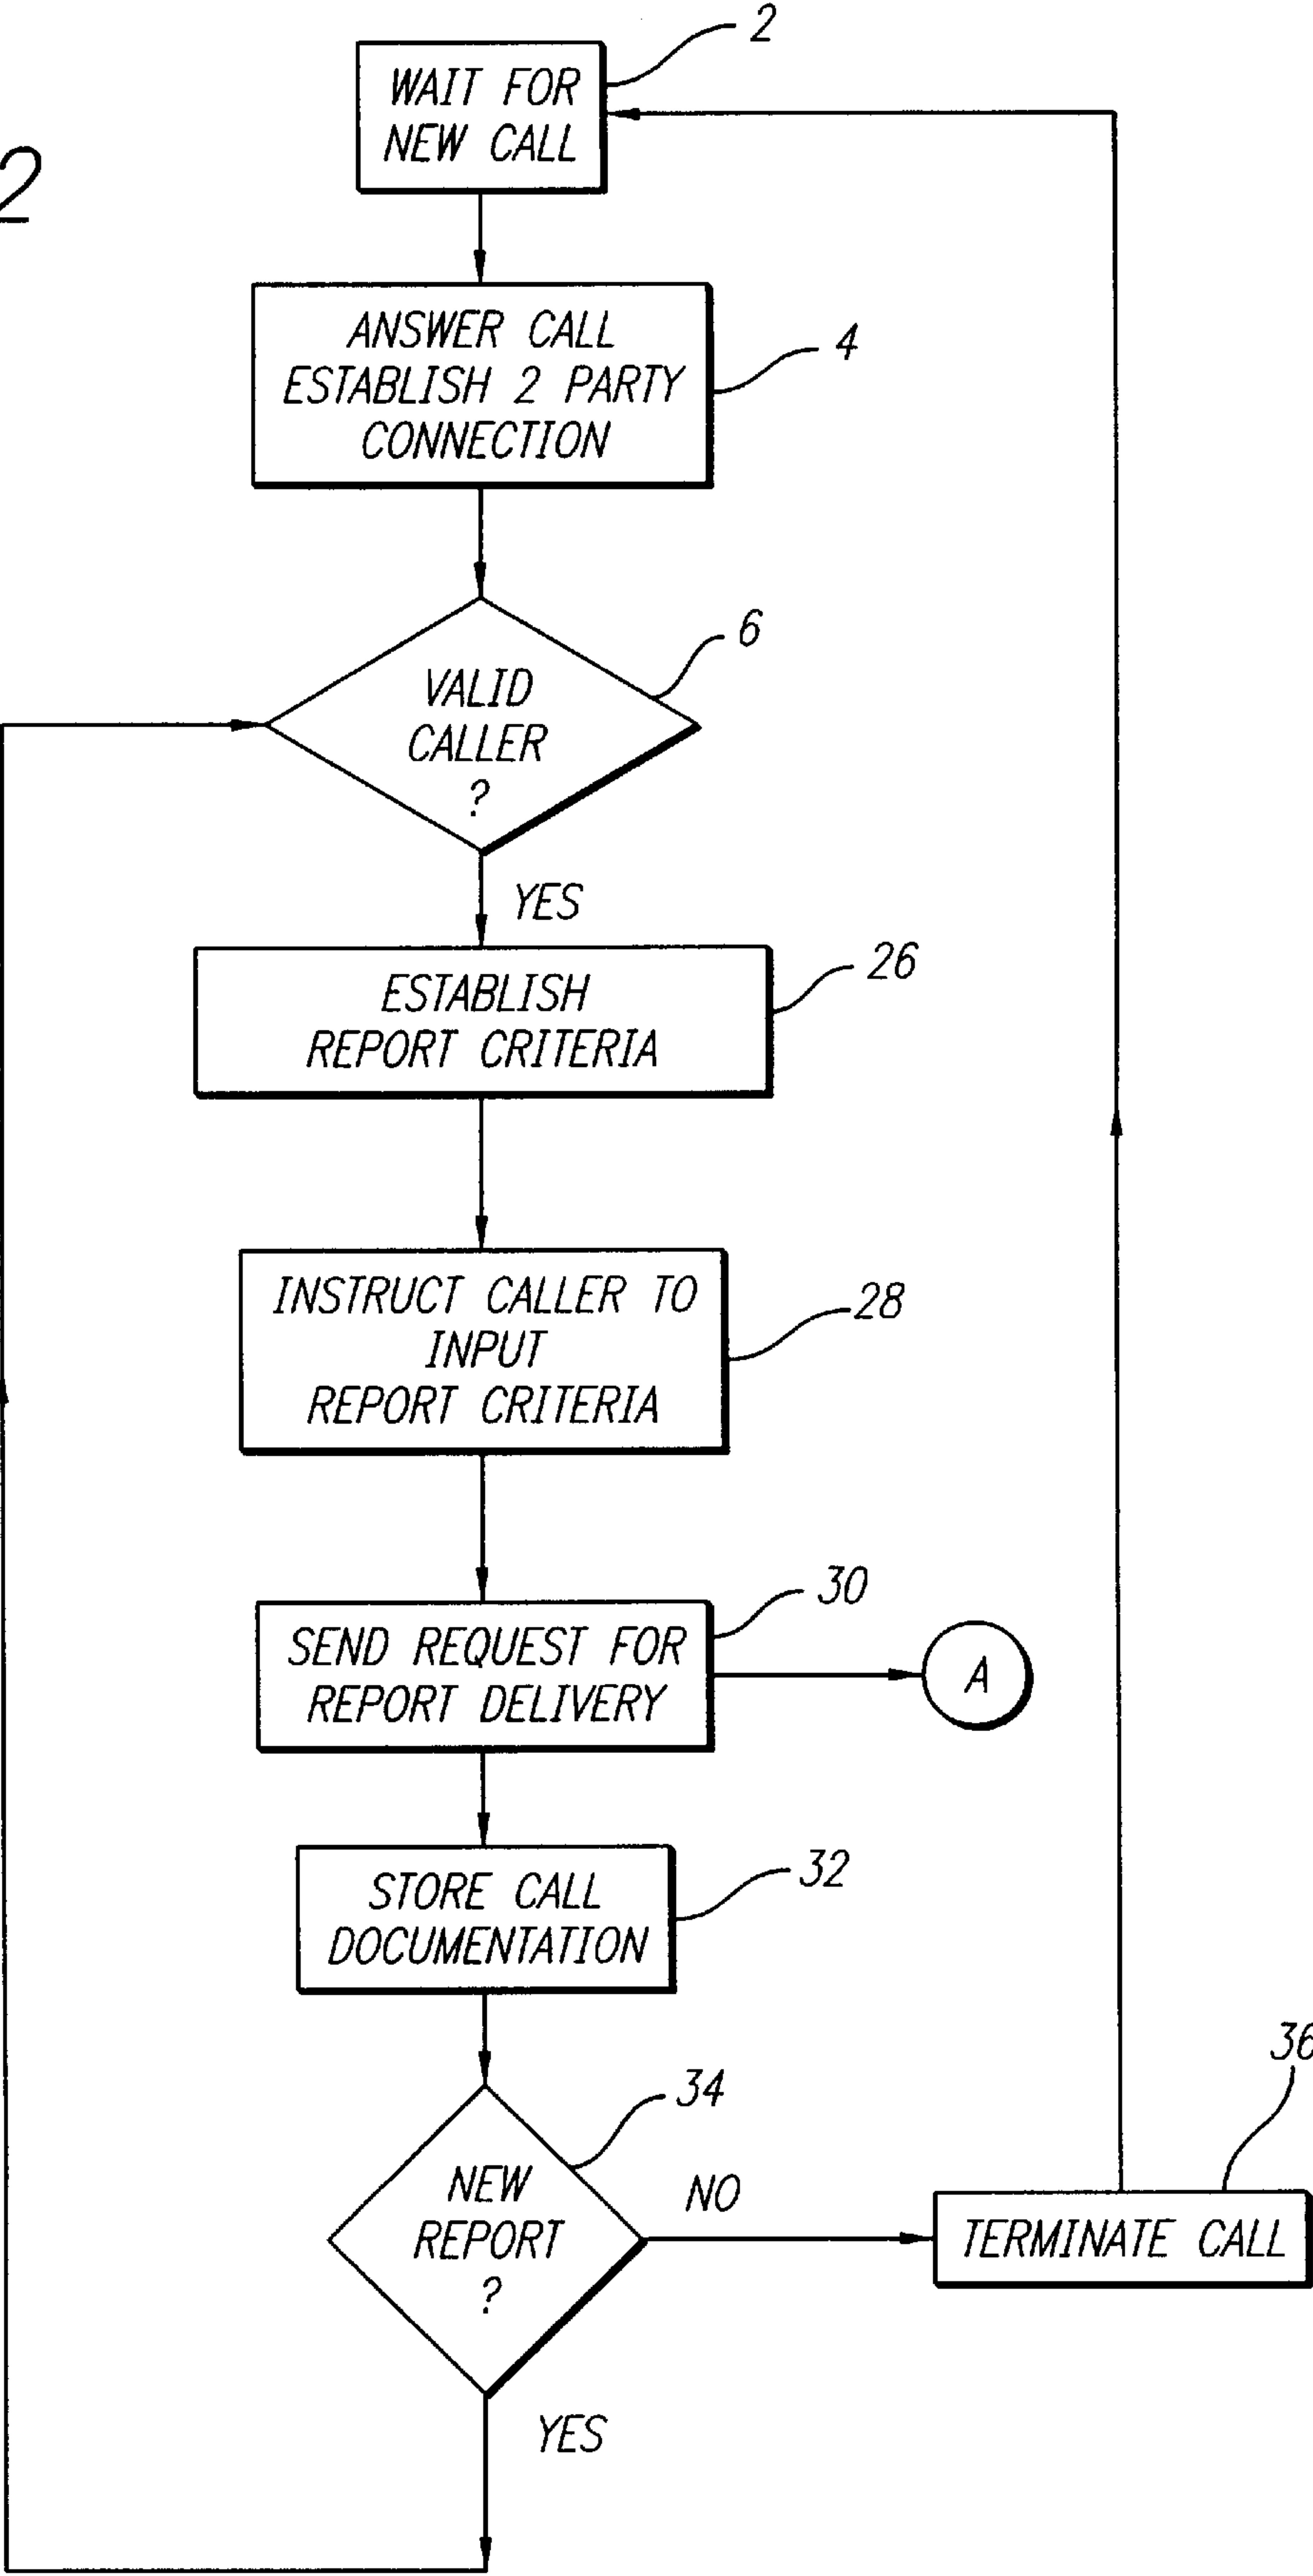 2
WAIT FOR
NEW CALL
2
ANSWER CALL
ESTABLISH 2 PARTY
CONNECTION
4
VALID
CALLER
?
6
YES
ESTABLISH
REPORT CRITERIA
26
INSTRUCT CALLER TO
INPUT
REPORT CRITERIA
28
SEND REQUEST FOR
REPORT DELIVERY
30
A
STORE CALL
DOCUMENTATION
32
NEW
REPORT
?
34
NO
TERMINATE CALL
36
YES